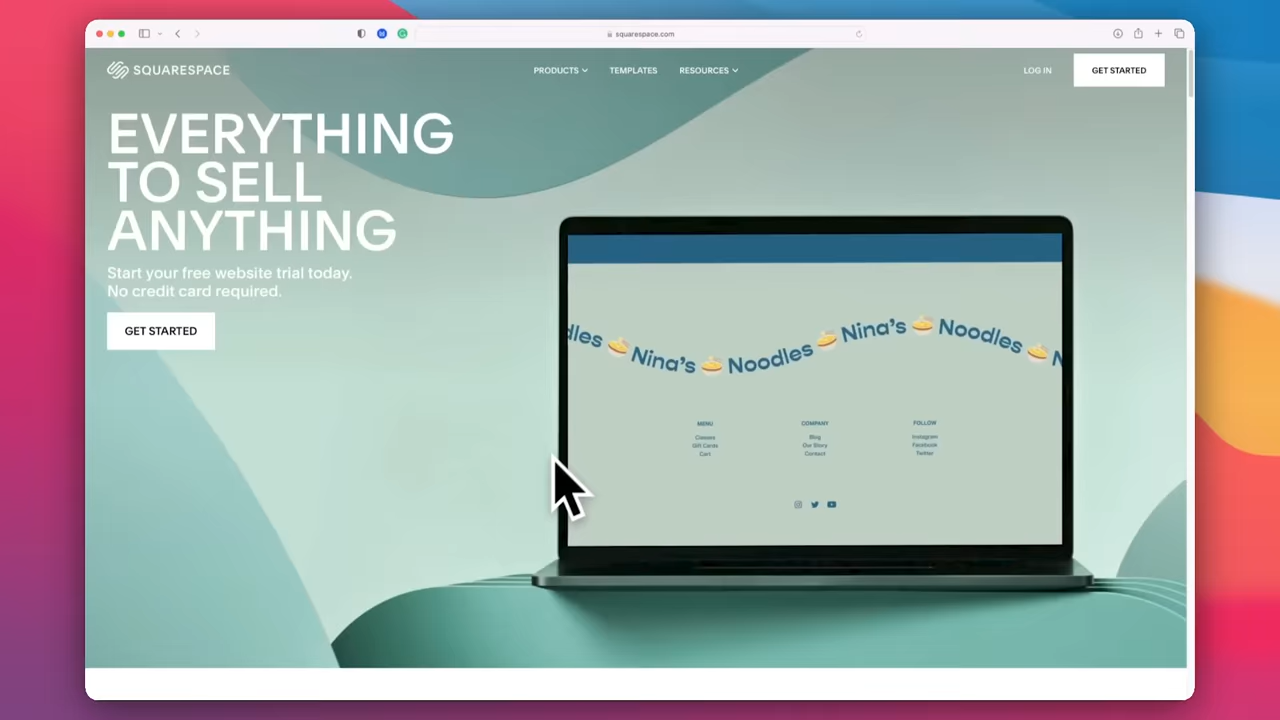 squarespace.com
SQUARESPACE
PRODUCTS
TEMPLATES
RESOURCES
LOG IN
GET STARTED
EVERYTHING
TO SELL
ANYTHING
Start your free website trial today.
No credit card required.
GET STARTED
dles Nina's Noodles Nina's Noodles N
MENU
Classes
Gift Cards
Cart
COMPANY
Blog
Our Story
Contact
FOLLOW
Instagram
Facebook
Twitter